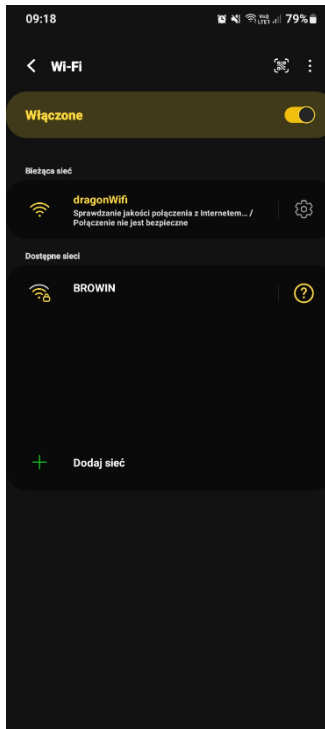 09:18
79%
Wi-Fi
Włączone
Bieżąca sieć
dragonWifi
Sprawdzanie jakości połączenia z Internetem... /
Połączenie nie jest bezpieczne
Dostępne sieci
BROWIN
?
Dodaj sieć